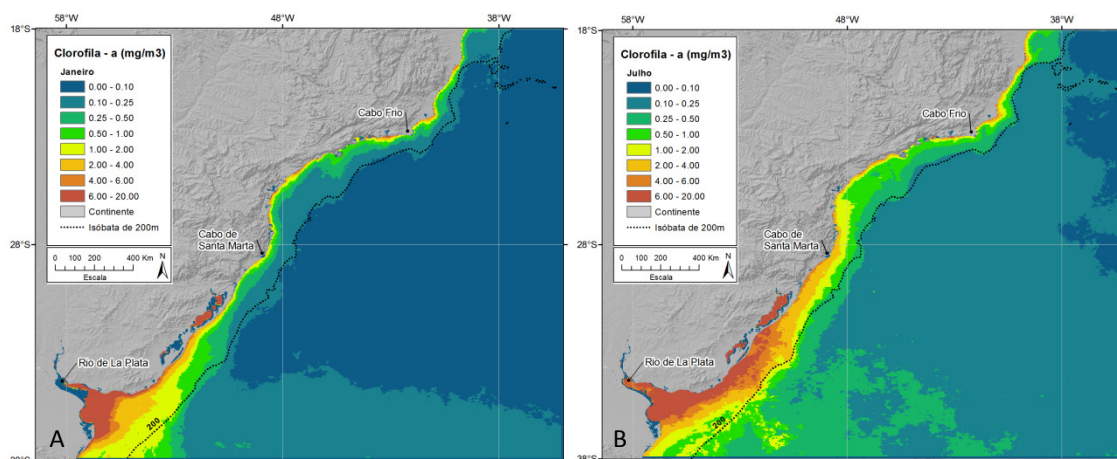 58°W
48°W
38°W
18°S
Clorofila - a (mg/m3)
Janeiro
0.00 - 0.10
0.10 - 0.25
0.25 - 0.50
0.50 - 1.00
1.00 - 2.00
2.00 - 4.00
4.00 - 6.00
6.00 - 20.00
Continente
Isóbata de 200m
0 100 200 400 Km
Escala
N
Cabo Frio
28°S
Cabo de
Santa Marta
Rio de La Plata
200
A
38°S
58°W
48°W
38°W
18°S
Clorofila - a (mg/m3)
Julho
0.00 - 0.10
0.10 - 0.25
0.25 - 0.50
0.50 - 1.00
1.00 - 2.00
2.00 - 4.00
4.00 - 6.00
6.00 - 20.00
Continente
Isóbata de 200m
0 100 200 400 Km
Escala
N
Cabo Frio
28°S
Cabo de
Santa Marta
Rio de La Plata
200
B
38°S